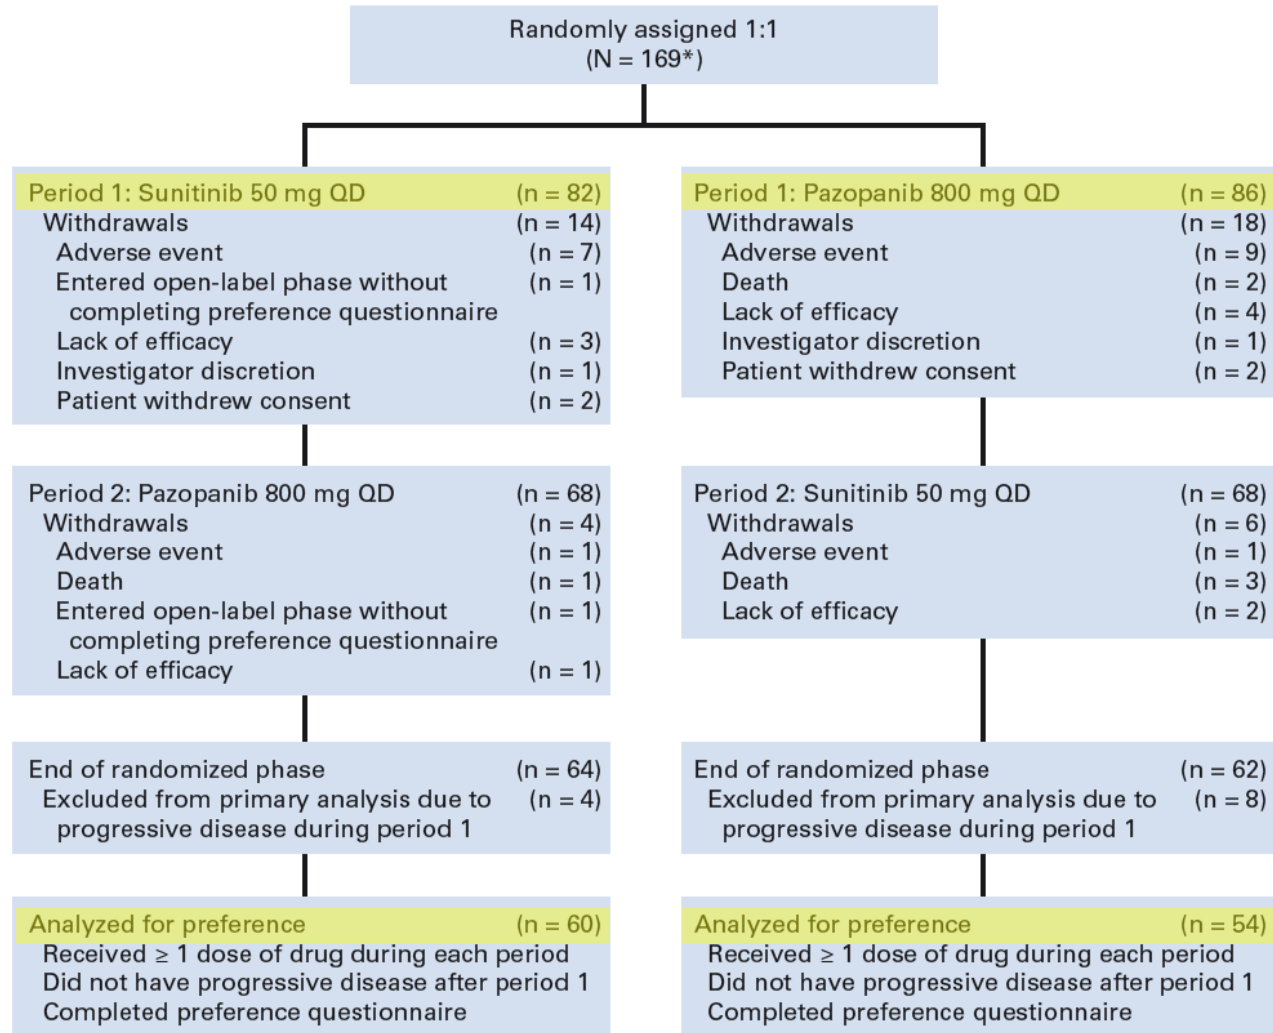 Randomly assigned 1:1
(N = 169*)
Period 1: Sunitinib 50 mg QD (n = 82)
Withdrawals (n = 14)
Adverse event (n = 7)
Entered open-label phase without (n = 1)
completing preference questionnaire
Lack of efficacy (n = 3)
Investigator discretion (n = 1)
Patient withdrew consent (n = 2)
Period 1: Pazopanib 800 mg QD (n = 86)
Withdrawals (n = 18)
Adverse event (n = 9)
Death (n = 2)
Lack of efficacy (n = 4)
Investigator discretion (n = 1)
Patient withdrew consent (n = 2)
Period 2: Pazopanib 800 mg QD (n = 68)
Withdrawals (n = 4)
Adverse event (n = 1)
Death (n = 1)
Entered open-label phase without (n = 1)
completing preference questionnaire
Lack of efficacy (n = 1)
Period 2: Sunitinib 50 mg QD (n = 68)
Withdrawals (n = 6)
Adverse event (n = 1)
Death (n = 3)
Lack of efficacy (n = 2)
End of randomized phase (n = 64)
Excluded from primary analysis due to (n = 4)
progressive disease during period 1
End of randomized phase (n = 62)
Excluded from primary analysis due to (n = 8)
progressive disease during period 1
Analyzed for preference (n = 60)
Received ≥ 1 dose of drug during each period
Did not have progressive disease after period 1
Completed preference questionnaire
Analyzed for preference (n = 54)
Received ≥ 1 dose of drug during each period
Did not have progressive disease after period 1
Completed preference questionnaire